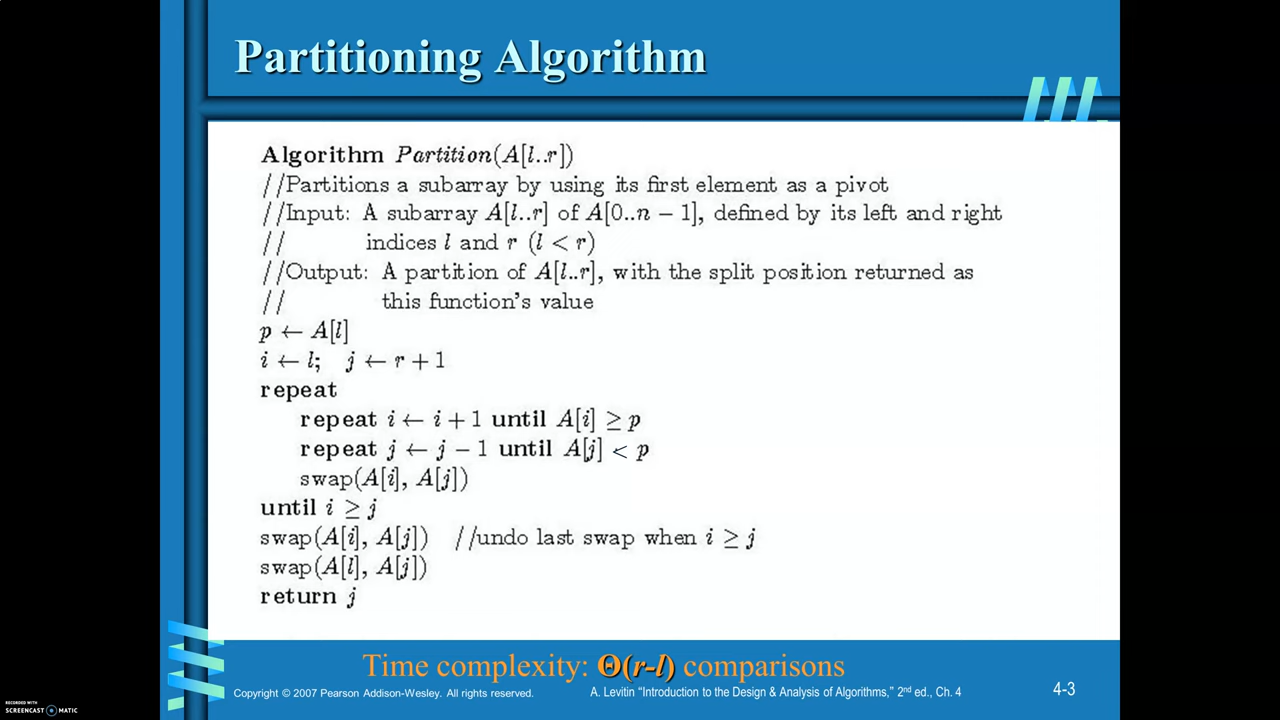 Partitioning Algorithm
Algorithm Partition(A[l..r])
//Partitions a subarray by using its first element as a pivot
//Input: A subarray A[l..r] of A[0..n − 1], defined by its left and right
// indices l and r (l < r)
//Output: A partition of A[l..r], with the split position returned as
// this function's value
p ← A[l]
i ← l; j ← r + 1
repeat
repeat i ← i + 1 until A[i] ≥ p
repeat j ← j − 1 until A[j] < p
swap(A[i], A[j])
until i ≥ j
swap(A[i], A[j]) //undo last swap when i ≥ j
swap(A[l], A[j])
return j
Time complexity: Θ(r-l) comparisons
Copyright © 2007 Pearson Addison-Wesley. All rights reserved. A. Levitin "Introduction to the Design & Analysis of Algorithms," 2nd ed., Ch. 4 4-3
RECORDED WITH
SCREENCAST MATIC